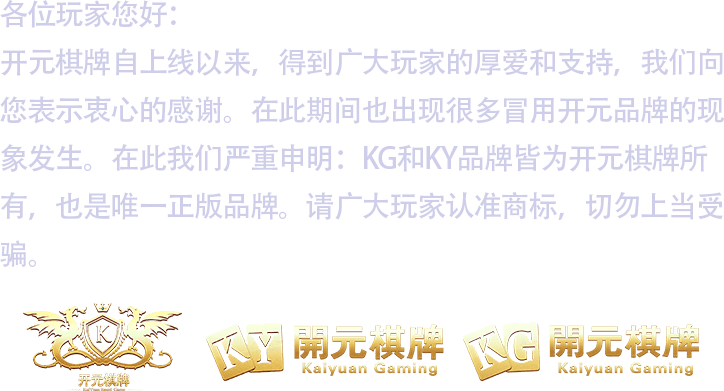 各位玩家您好：
开元棋牌自上线以来，得到广大玩家的厚爱和支持，我们向
您表示衷心的感谢。在此期间也出现很多冒用开元品牌的现
象发生。在此我们严重申明：KG和KY品牌皆为开元棋牌所
有，也是唯一正版品牌。请广大玩家认准商标，切勿上当受
骗。
K
开元棋牌
KY 開元棋牌
Kaiyuan Gaming
KG 開元棋牌
Kaiyuan Gaming